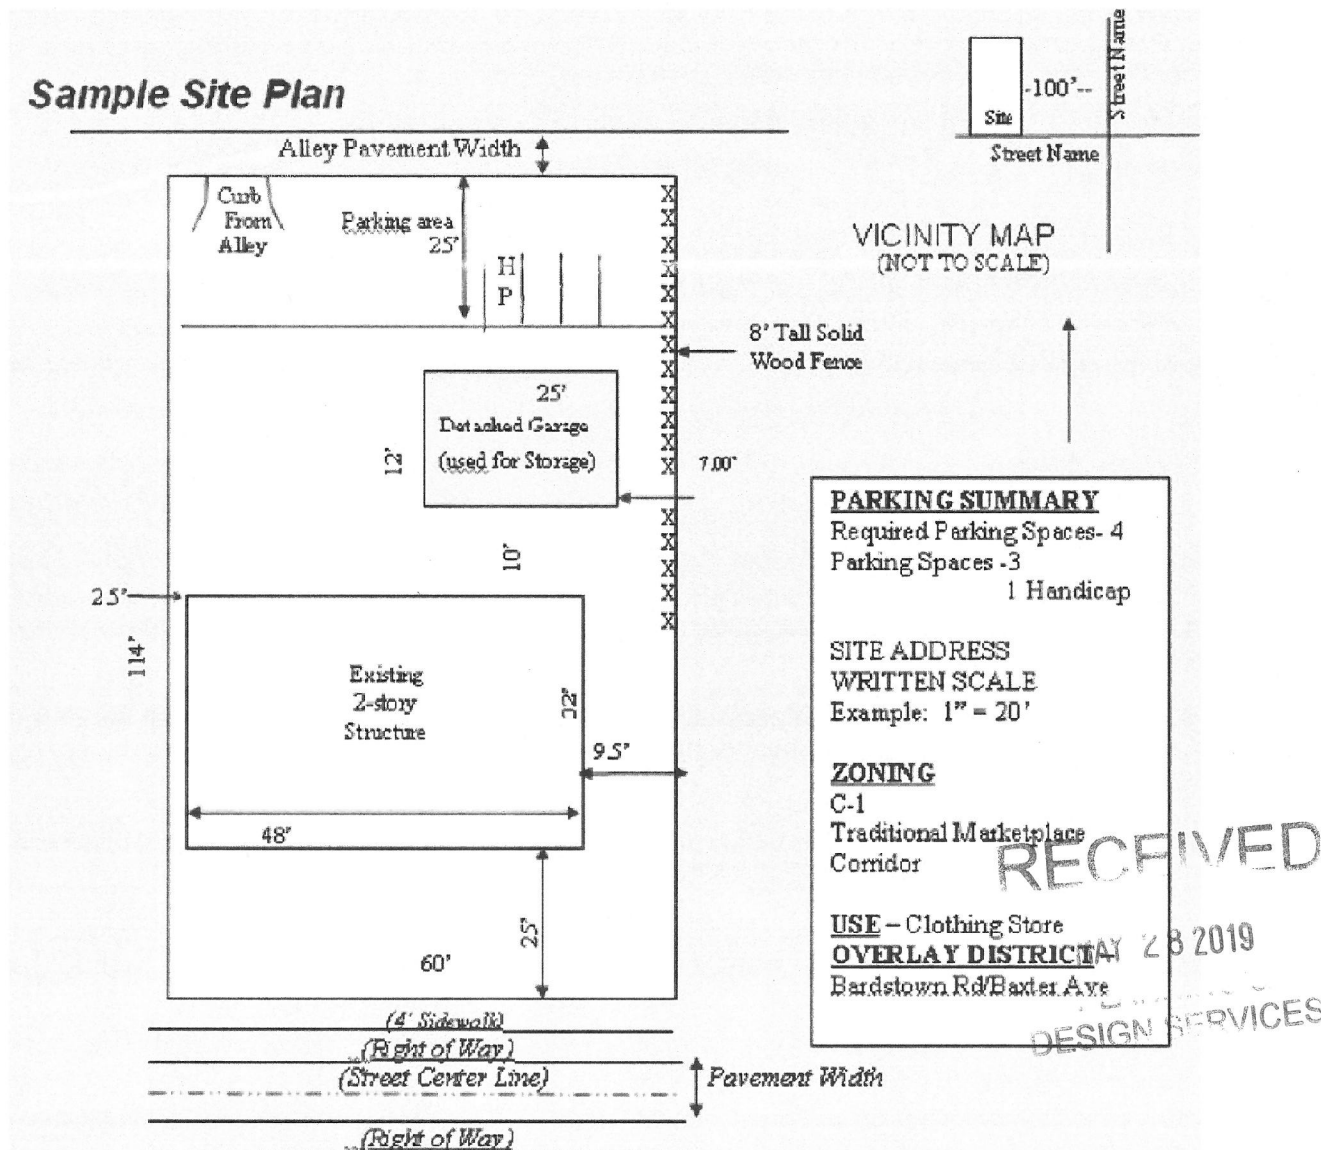 Sample Site Plan
Alley Pavement Width
Curb
From
Alley
Parking area
25'
H
P
8' Tall Solid
Wood Fence
25'
Detached Garage
(used for Storage)
12'
7.00'
10'
25'
114'
Existing
2-story
Structure
32'
9.5'
48'
25'
60'
(4' Sidewalk)
(Right of Way)
(Street Center Line)
Pavement Width
(Right of Way)
Site
-100'--
Street Name
Street Name
VICINITY MAP
(NOT TO SCALE)
PARKING SUMMARY
Required Parking Spaces- 4
Parking Spaces -3
1 Handicap
SITE ADDRESS
WRITTEN SCALE
Example: 1" = 20'
ZONING
C-1
Traditional Marketplace
Corridor
USE – Clothing Store
OVERLAY DISTRICT
Bardstown Rd/Baxter Ave
RECEIVED
MAY 28 2019
DESIGN SERVICES